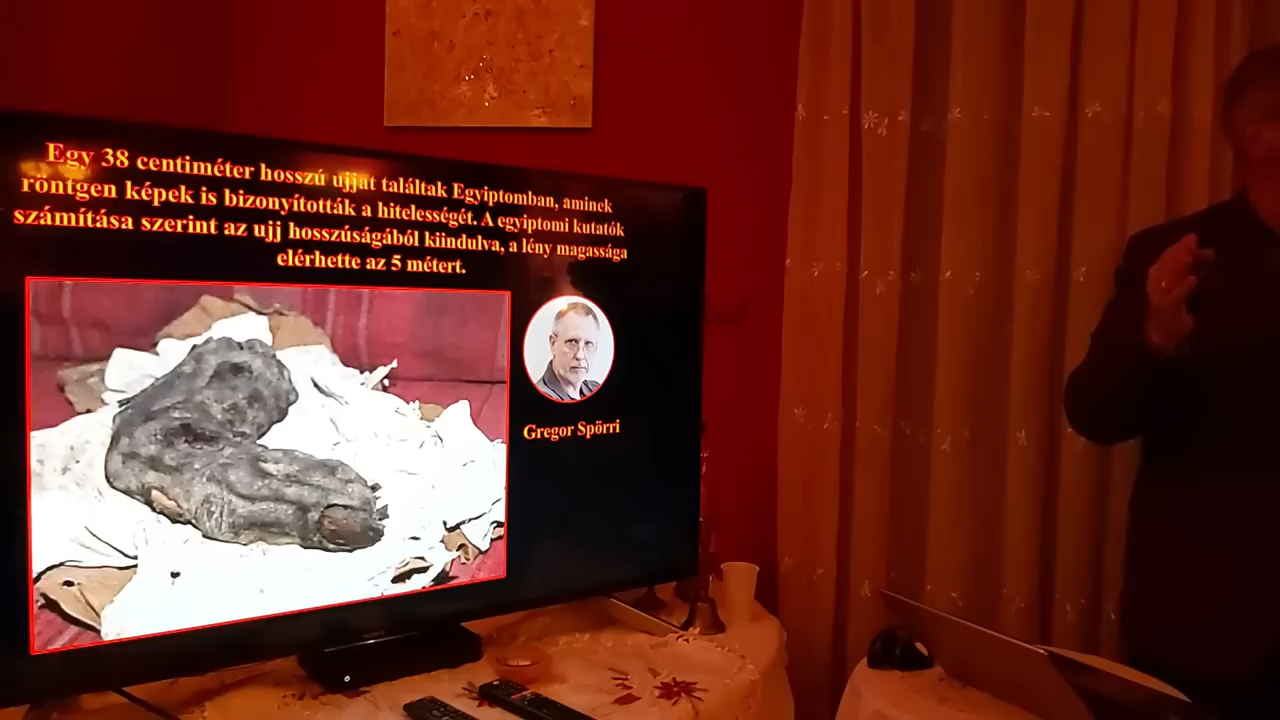 Egy 38 centiméter hosszú ujjat találtak Egyiptomban, aminek
röntgen képek is bizonyították a hitelességét. A egyiptomi kutatók
számítása szerint az ujj hosszúságából kiindulva, a lény magassága
elérhette az 5 métert.
Gregor Spörri
SONY